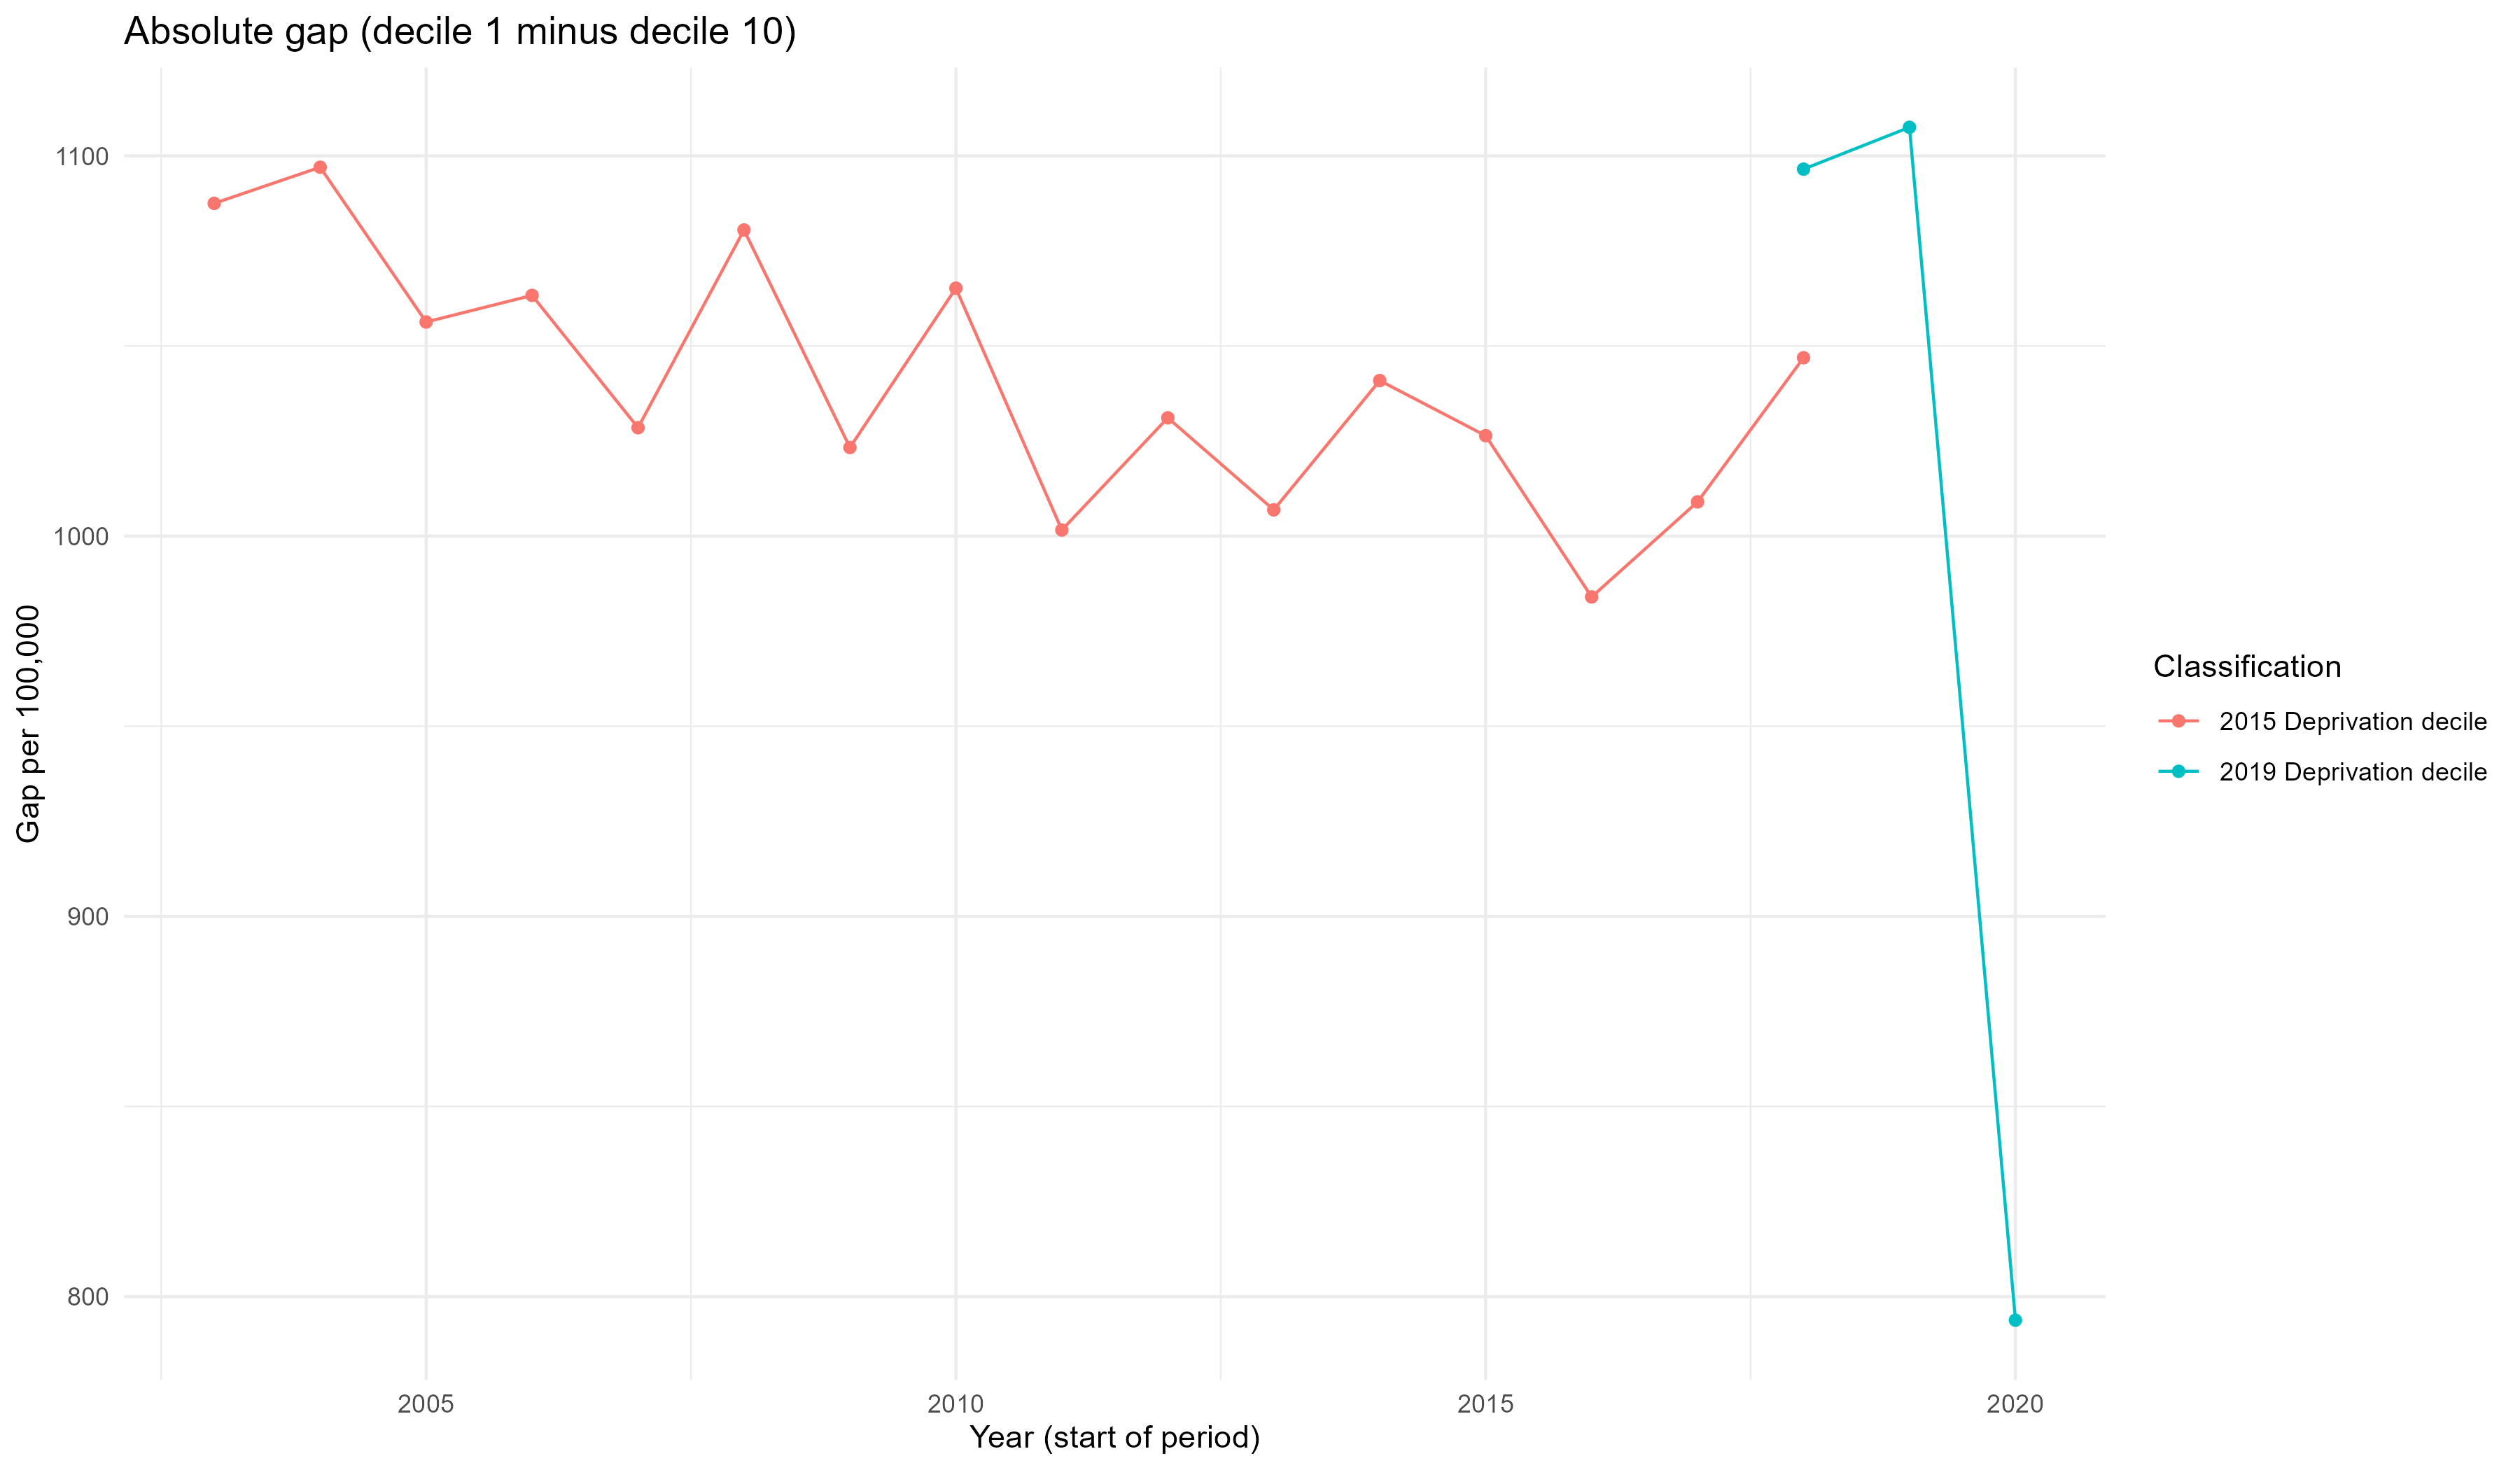 Absolute gap (decile 1 minus decile 10)
Gap per 100,000
1100
1000
900
800
2005
2010
2015
2020
Year (start of period)
Classification
2015 Deprivation decile
2019 Deprivation decile